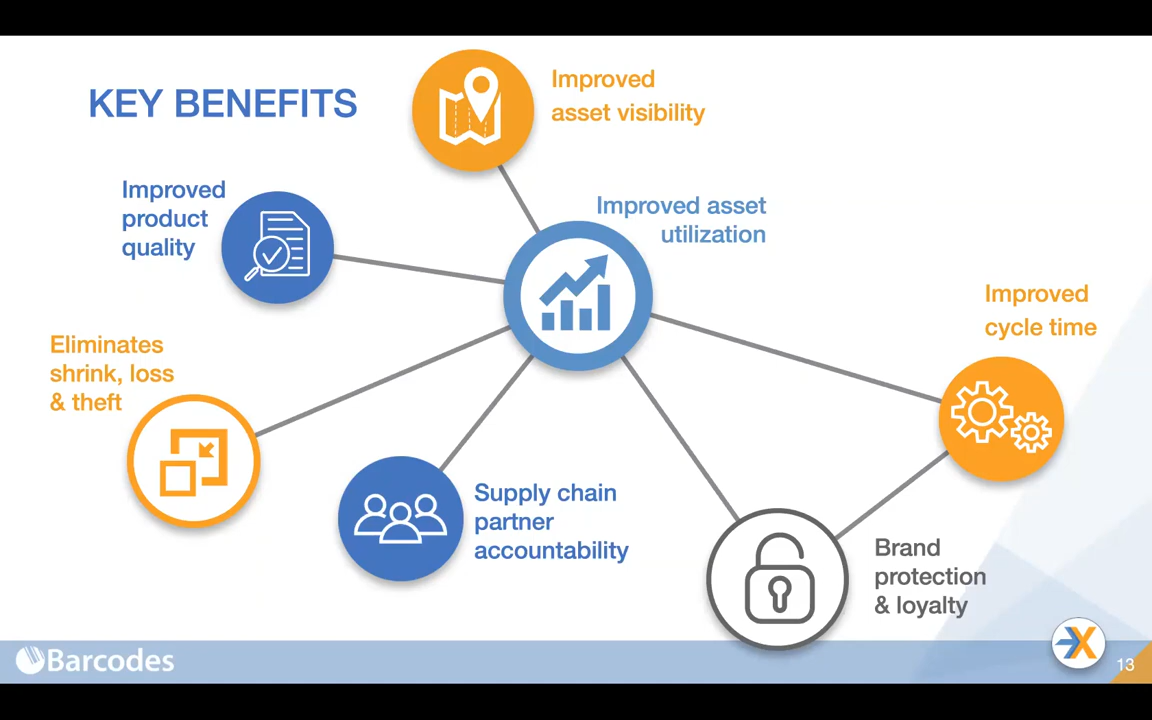 KEY BENEFITS
Improved
asset visibility
Improved
product
quality
Improved asset
utilization
Improved
cycle time
Eliminates
shrink, loss
& theft
Supply chain
partner
accountability
Brand
protection
& loyalty
Barcodes
X
13